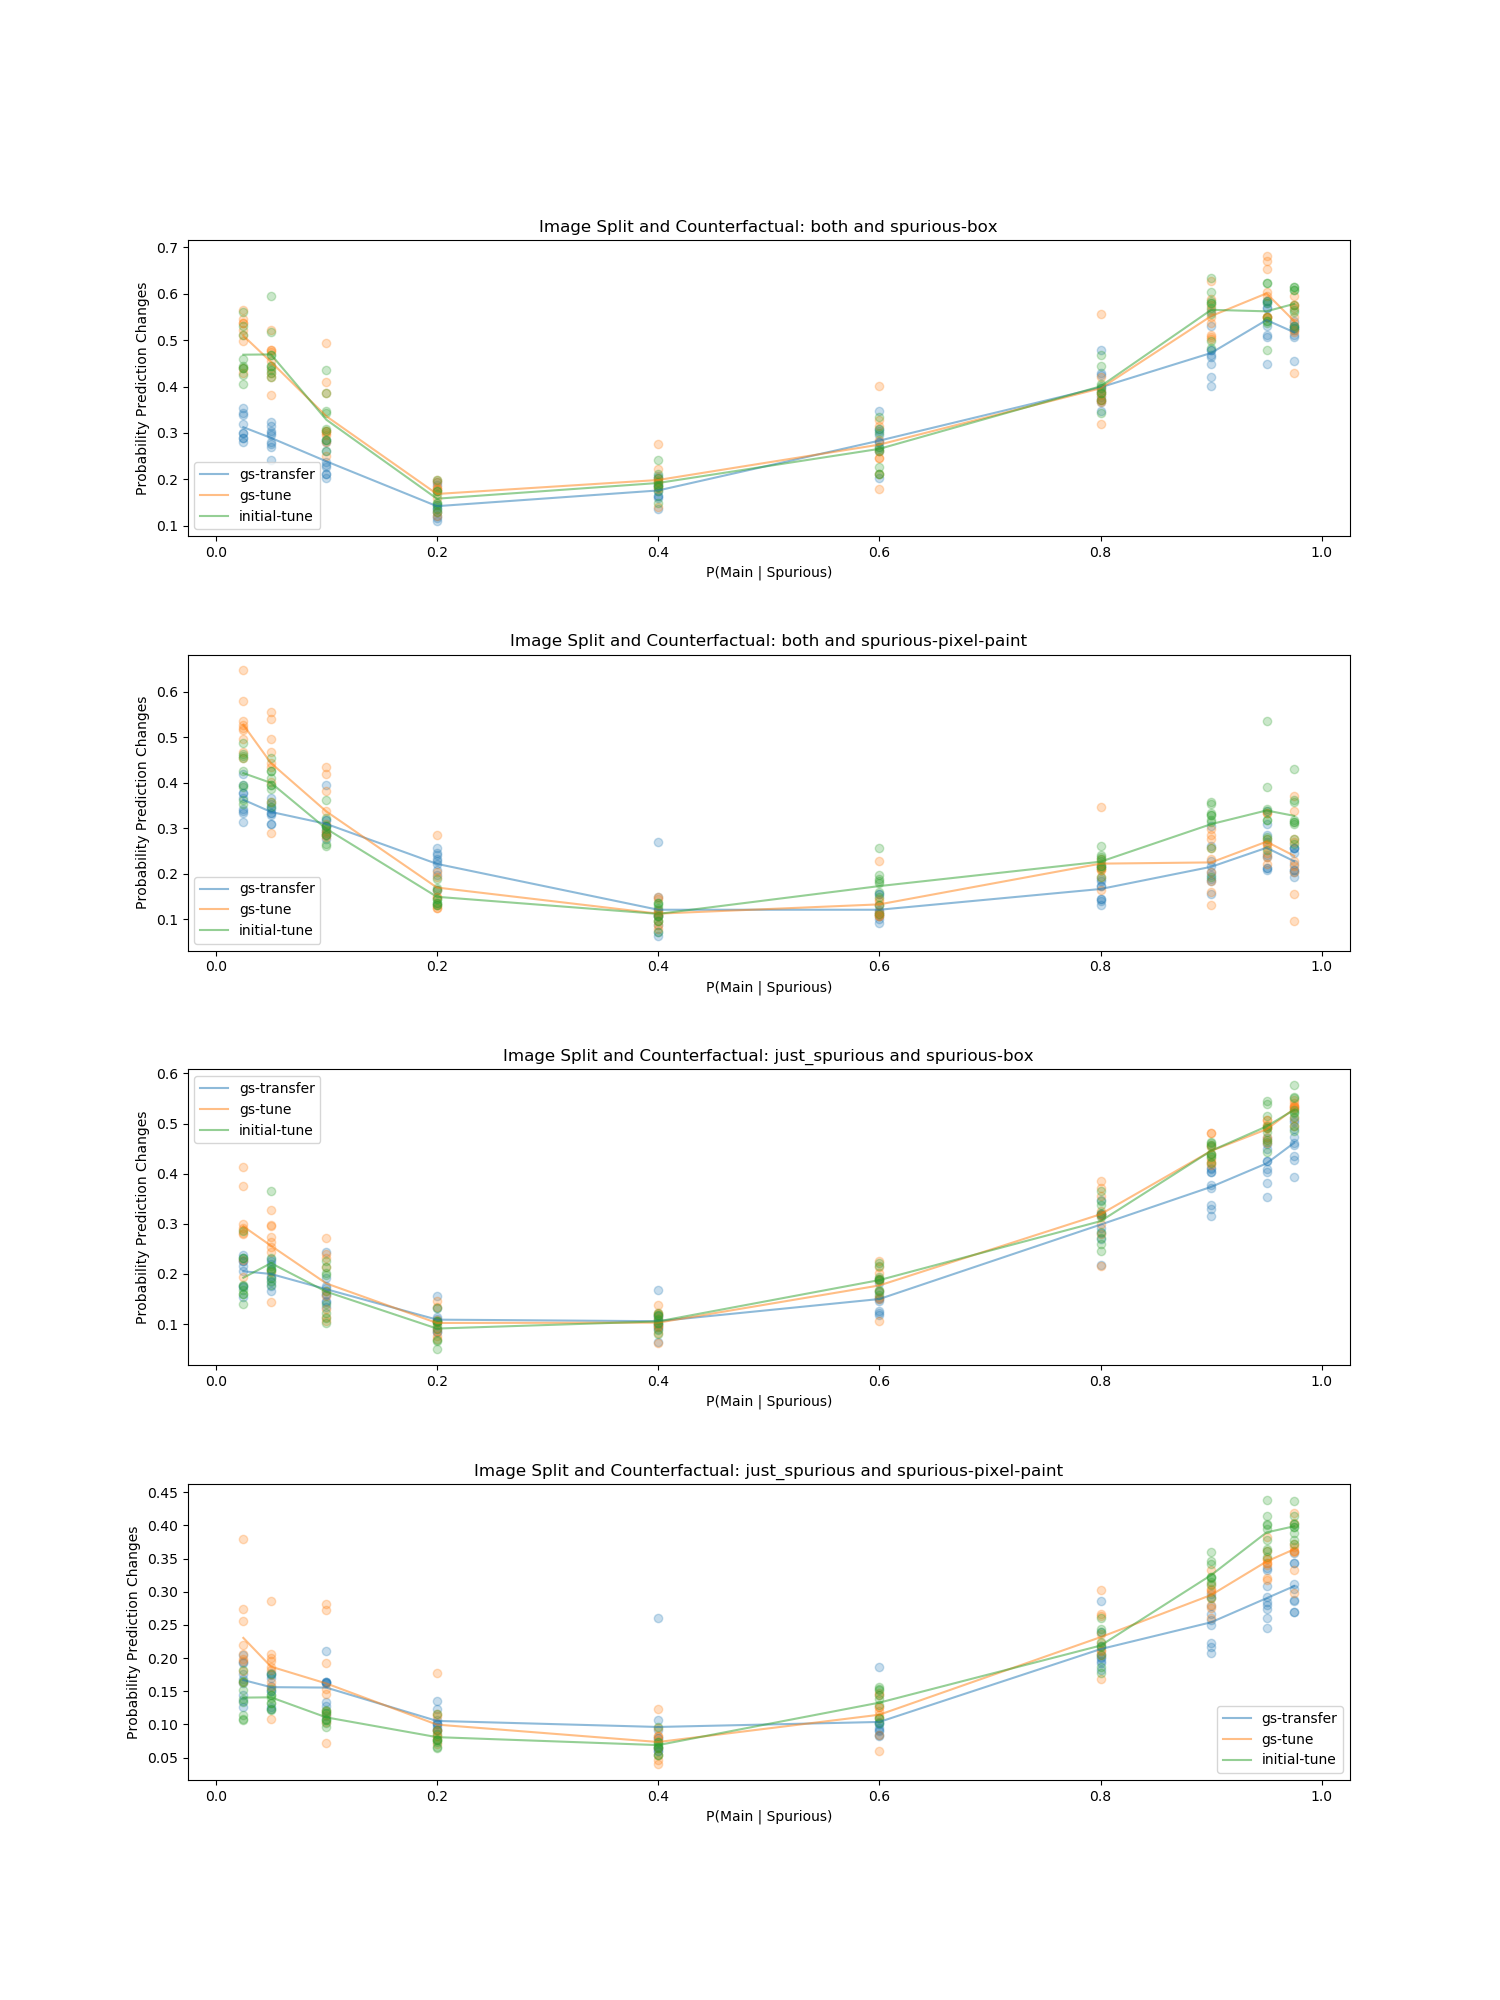 Image Split and Counterfactual: both and spurious-box
Probability Prediction Changes
0.7
0.6
0.5
0.4
0.3
0.2
0.1
gs-transfer
gs-tune
initial-tune
0.0 0.2 0.4 0.6 0.8 1.0
P(Main | Spurious)
Image Split and Counterfactual: both and spurious-pixel-paint
Probability Prediction Changes
0.6
0.5
0.4
0.3
0.2
0.1
gs-transfer
gs-tune
initial-tune
0.0 0.2 0.4 0.6 0.8 1.0
P(Main | Spurious)
Image Split and Counterfactual: just_spurious and spurious-box
Probability Prediction Changes
0.6
0.5
0.4
0.3
0.2
0.1
gs-transfer
gs-tune
initial-tune
0.0 0.2 0.4 0.6 0.8 1.0
P(Main | Spurious)
Image Split and Counterfactual: just_spurious and spurious-pixel-paint
Probability Prediction Changes
0.45
0.40
0.35
0.30
0.25
0.20
0.15
0.10
0.05
gs-transfer
gs-tune
initial-tune
0.0 0.2 0.4 0.6 0.8 1.0
P(Main | Spurious)